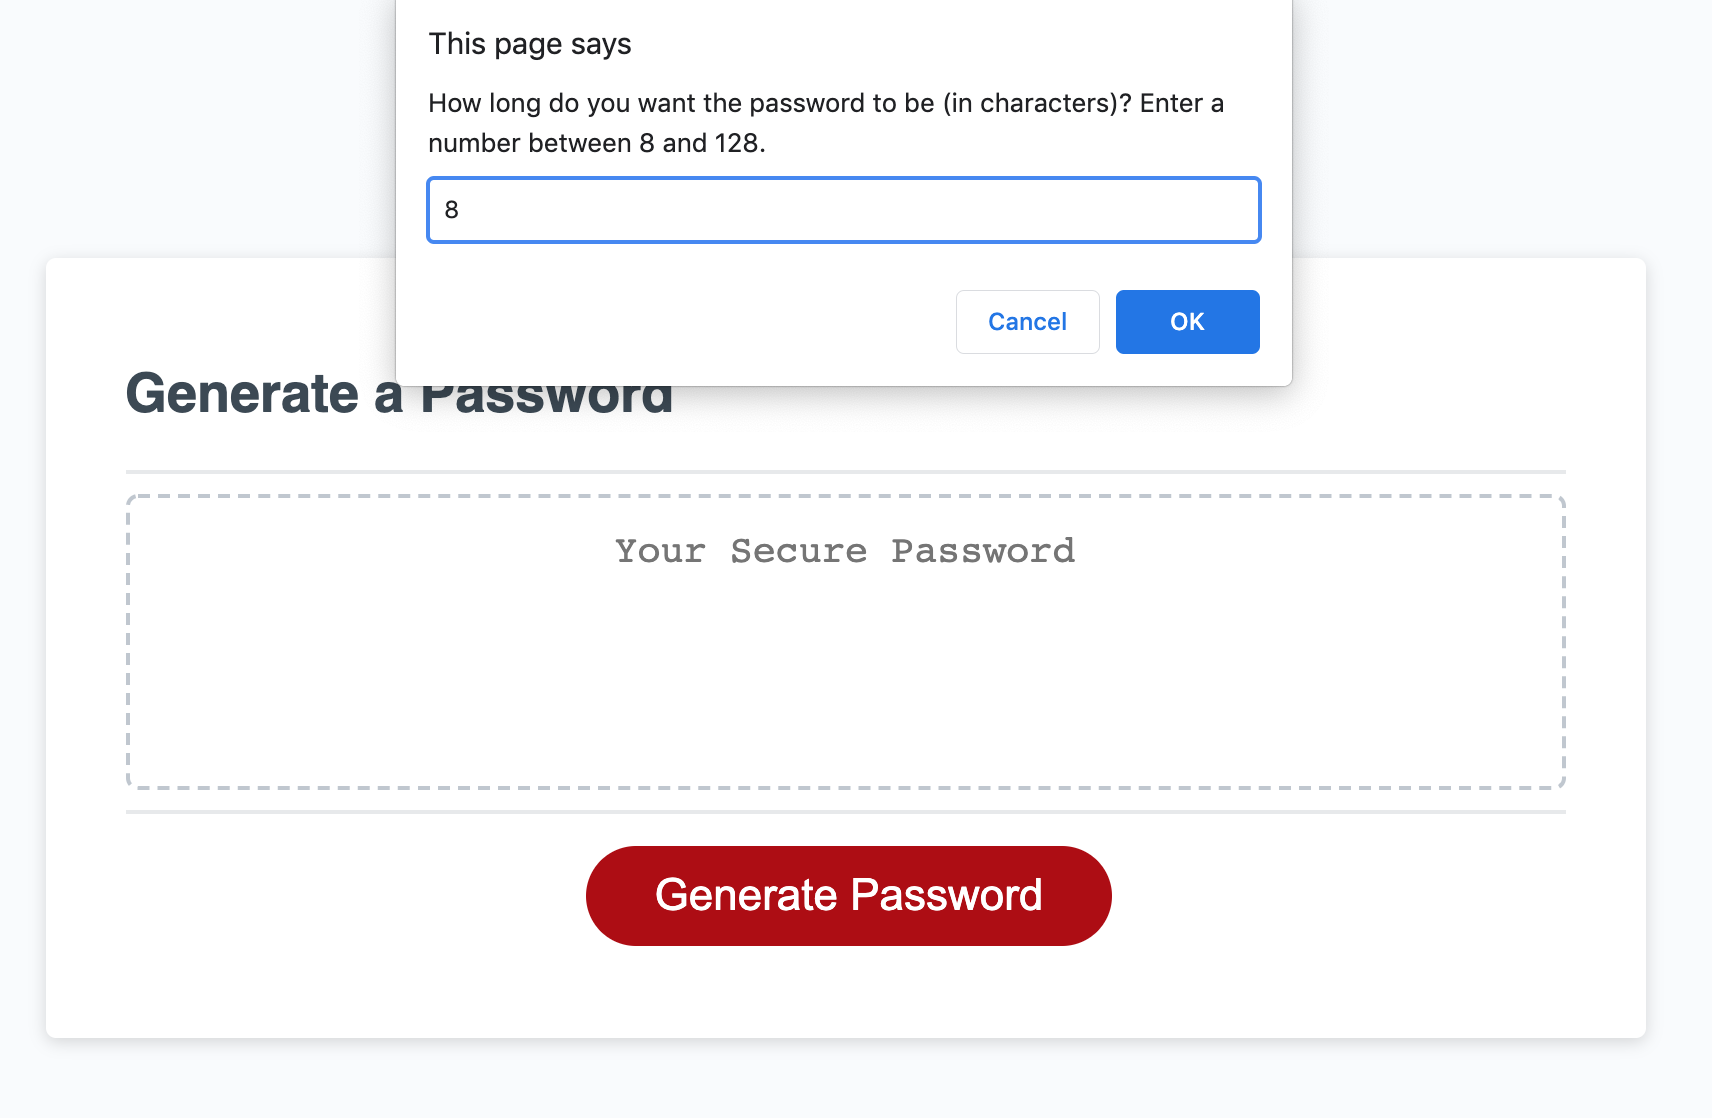 This page says
How long do you want the password to be (in characters)? Enter a
number between 8 and 128.
8
Cancel
OK
Generate a Password
Your Secure Password
Generate Password